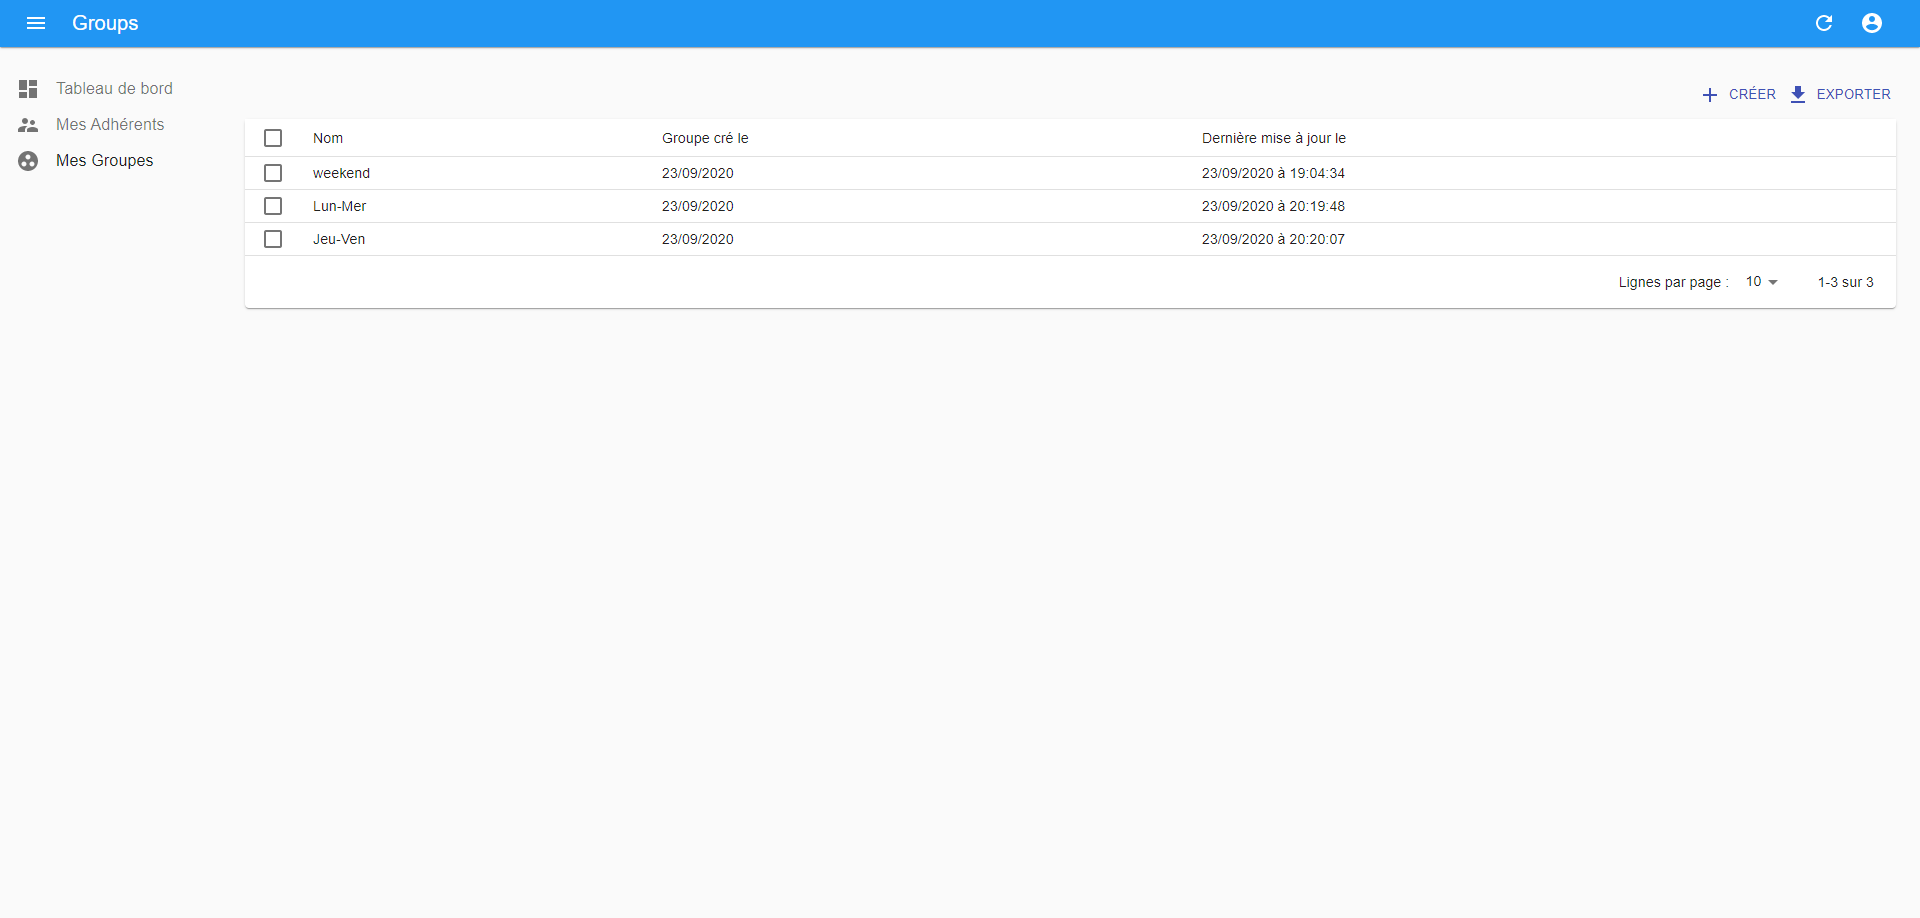 Groups
Tableau de bord
Mes Adhérents
Mes Groupes
CRÉER EXPORTER
Nom Groupe cré le Dernière mise à jour le
weekend 23/09/2020 23/09/2020 à 19:04:34
Lun-Mer 23/09/2020 23/09/2020 à 20:19:48
Jeu-Ven 23/09/2020 23/09/2020 à 20:20:07
Lignes par page : 10 1-3 sur 3